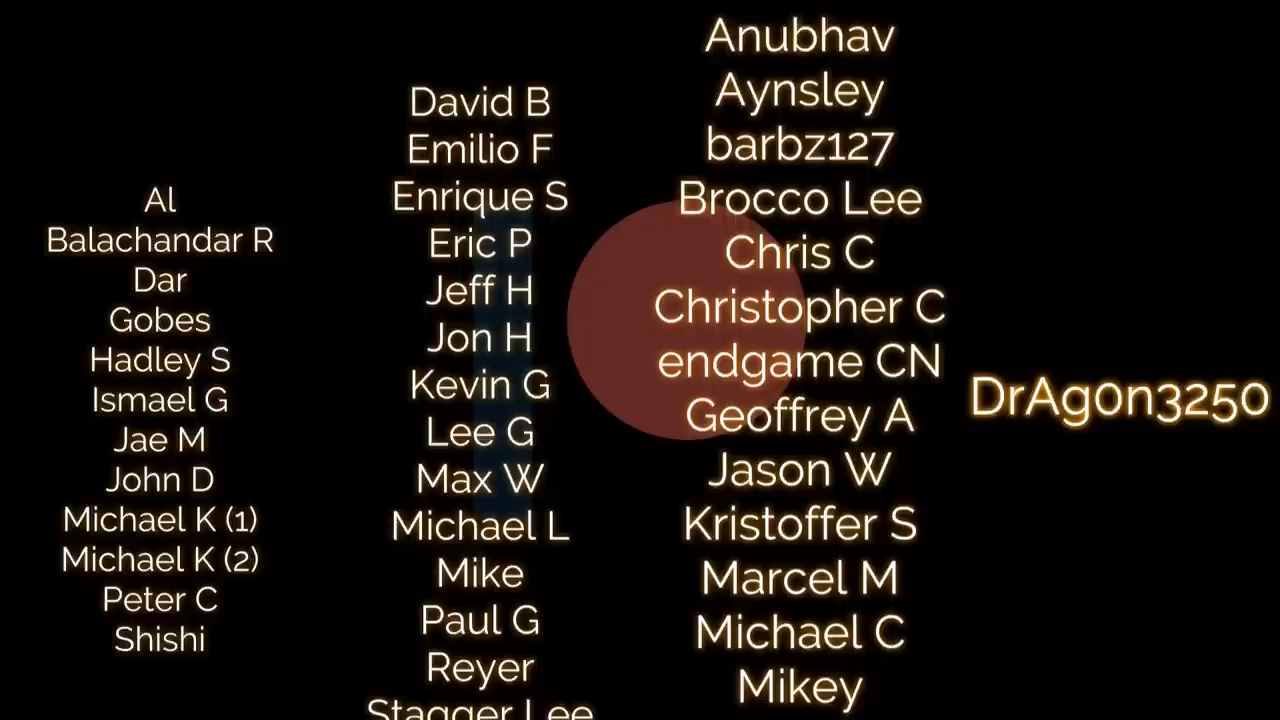 Al
Balachandar R
Dar
Gobes
Hadley S
Ismael G
Jae M
John D
Michael K (1)
Michael K (2)
Peter C
Shishi
David B
Emilio F
Enrique S
Eric P
Jeff H
Jon H
Kevin G
Lee G
Max W
Michael L
Mike
Paul G
Reyer
Stagger Lee
Anubhav
Aynsley
barbz127
Brocco Lee
Chris C
Christopher C
endgame CN
Geoffrey A
Jason W
Kristoffer S
Marcel M
Michael C
Mikey
DrAg0n3250